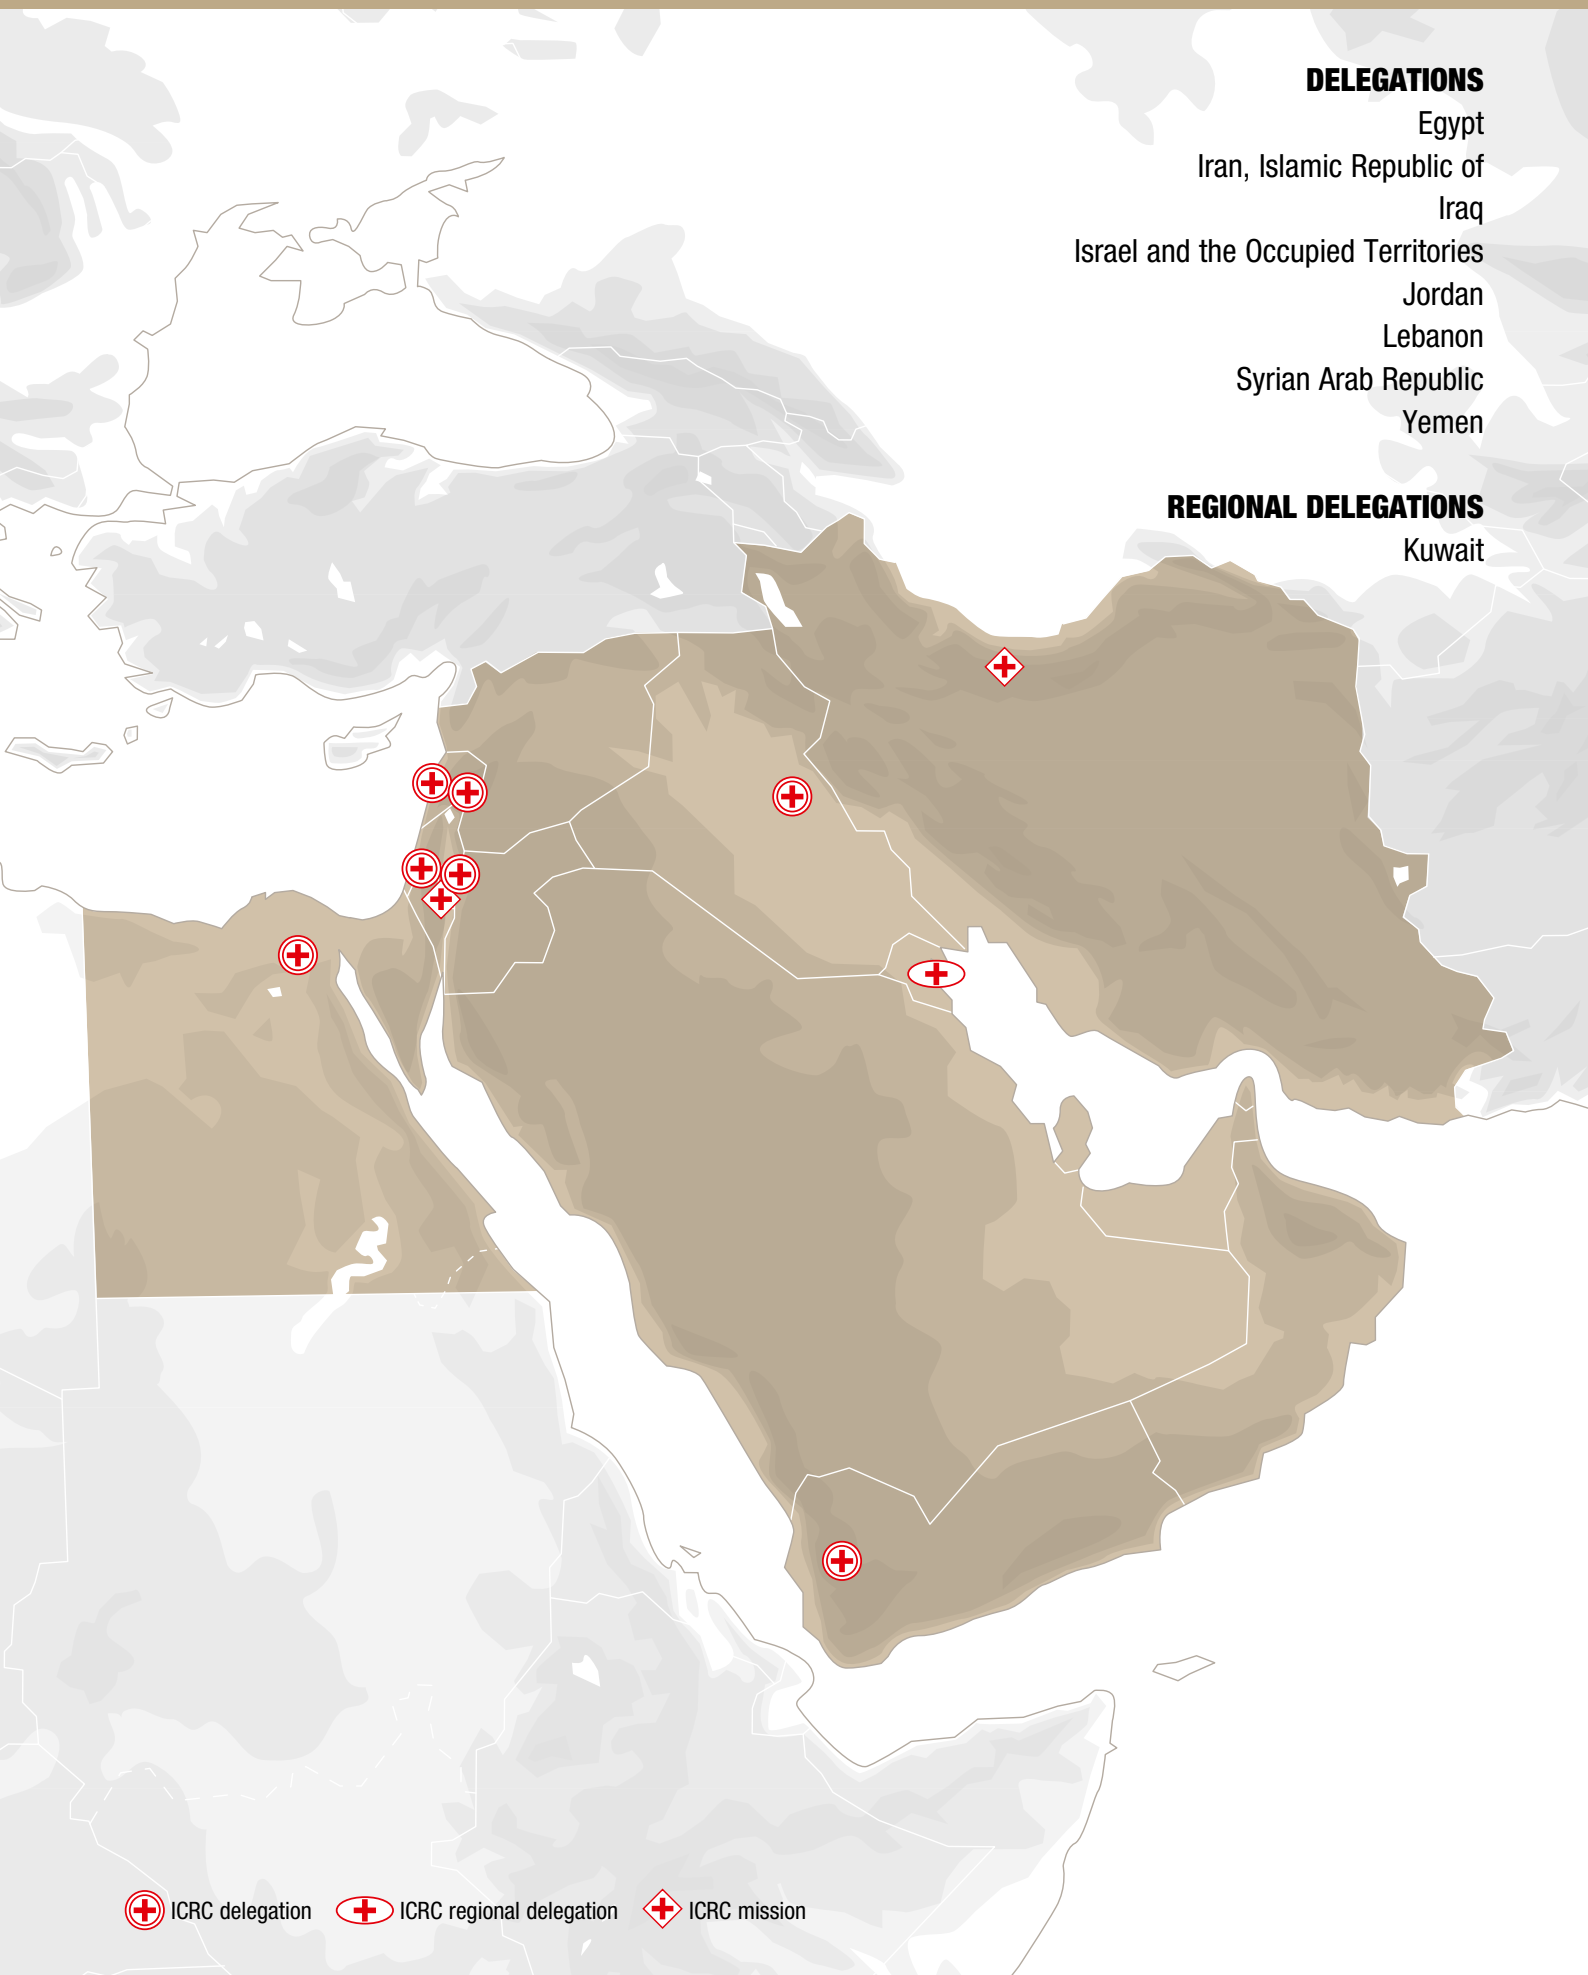 DELEGATIONS
Egypt
Iran, Islamic Republic of
Iraq
Israel and the Occupied Territories
Jordan
Lebanon
Syrian Arab Republic
Yemen
REGIONAL DELEGATIONS
Kuwait
ICRC delegation
ICRC regional delegation
ICRC mission